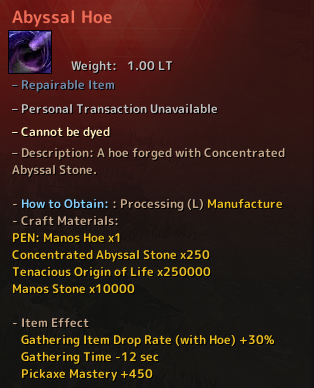 Abyssal Hoe
Weight: 1.00 LT
– Repairable Item
– Personal Transaction Unavailable
– Cannot be dyed
– Description: A hoe forged with Concentrated
Abyssal Stone.
- How to Obtain: : Processing (L) Manufacture
- Craft Materials:
PEN: Manos Hoe x1
Concentrated Abyssal Stone x250
Tenacious Origin of Life x250000
Manos Stone x10000
- Item Effect
Gathering Item Drop Rate (with Hoe) +30%
Gathering Time -12 sec
Pickaxe Mastery +450